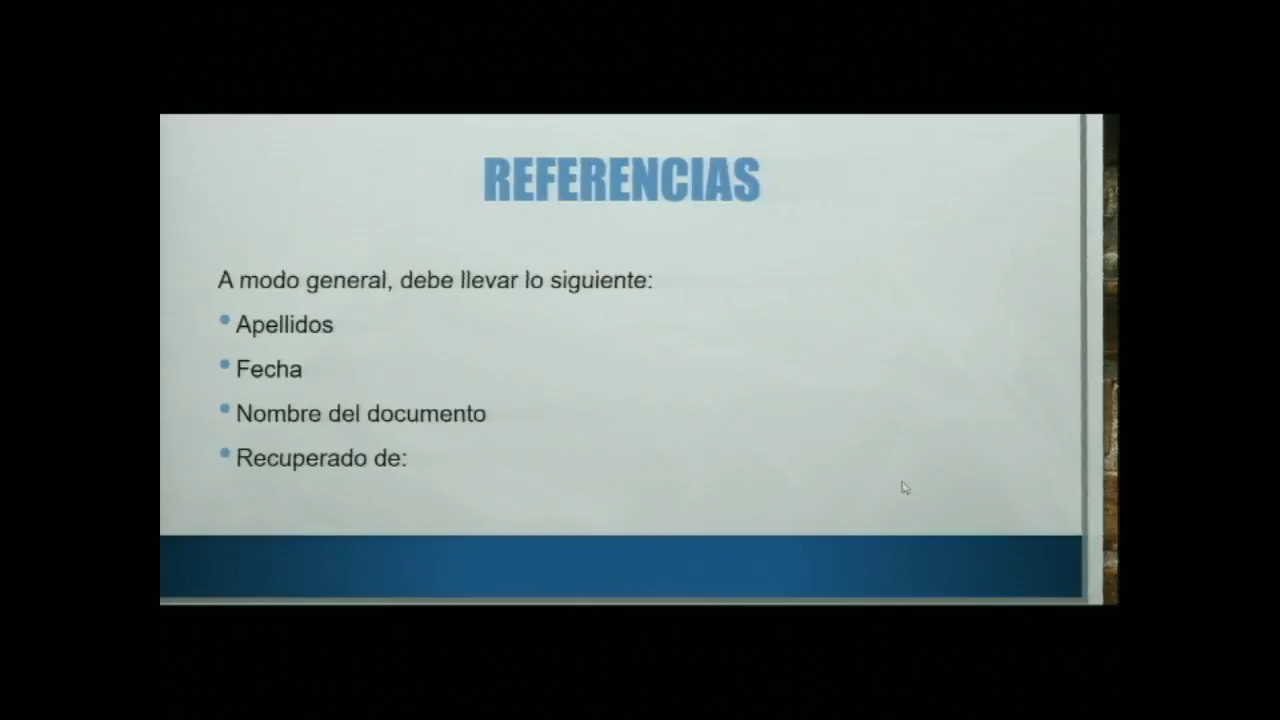 REFERENCIAS
A modo general, debe llevar lo siguiente:
Apellidos
Fecha
Nombre del documento
Recuperado de: